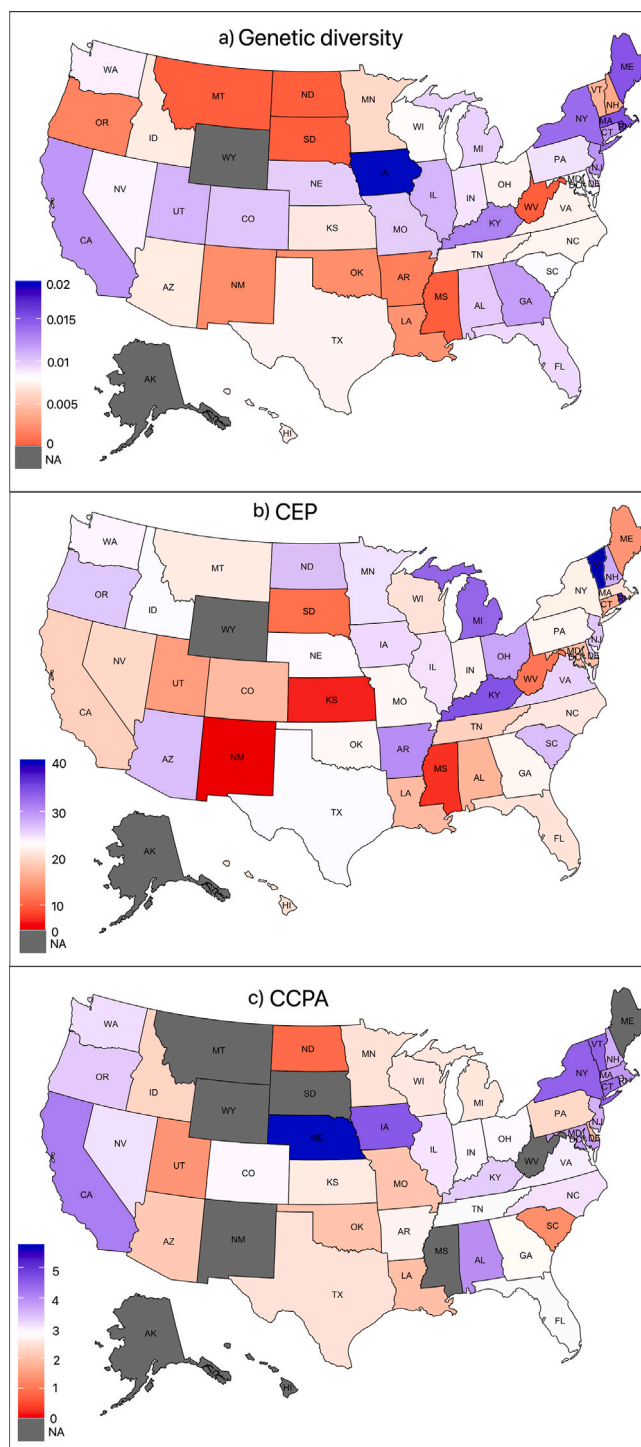 a) Genetic diversity
WA
MT
ND
MN
ME
VT
NH
OR
ID
SD
WI
NY
MA
CT
WY
MI
IA
PA
NJ
NE
NV
UT
CO
IL
IN
OH
MD
DE
WV
VA
CA
KS
MO
KY
NC
TN
AZ
NM
OK
AR
SC
MS
AL
GA
TX
LA
FL
AK
HI
0.02
0.015
0.01
0.005
0
NA
b) CEP
WA
MT
ND
MN
ME
NH
OR
ID
SD
WI
NY
MA
CT
WY
MI
IA
PA
NJ
NE
NV
UT
CO
IL
IN
OH
MD
DE
WV
VA
CA
KS
MO
KY
NC
TN
AZ
NM
OK
AR
SC
MS
AL
GA
TX
LA
FL
AK
HI
40
30
20
10
0
NA
c) CCPA
WA
MT
ND
MN
ME
VT
NH
OR
ID
SD
WI
NY
MA
CT
WY
MI
IA
PA
NJ
NE
NV
UT
CO
IL
IN
OH
MD
DE
WV
VA
CA
KS
MO
KY
NC
TN
AZ
NM
OK
AR
SC
MS
AL
GA
TX
LA
FL
AK
HI
5
4
3
2
1
0
NA